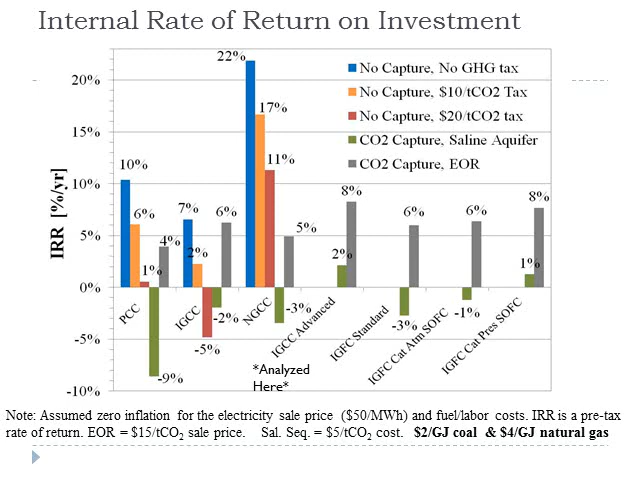 Internal Rate of Return on Investment
22%
No Capture, No GHG tax
No Capture, $10/tCO2 Tax
No Capture, $20/tCO2 tax
CO2 Capture, Saline Aquifer
CO2 Capture, EOR
20%
15%
10%
5%
0%
-5%
-10%
IRR [%/yr]
10%
6%
1%
-9%
4%
7%
2%
-5%
-2%
6%
17%
11%
-3%
5%
2%
8%
-3%
6%
-1%
6%
1%
8%
PCC
IGCC
NGCC
IGCC Advanced
IGFC Standard
IGFC Cat Atm SOFC
IGFC Cat Pres SOFC
*Analyzed
Here*
Note: Assumed zero inflation for the electricity sale price ($50/MWh) and fuel/labor costs. IRR is a pre-tax
rate of return. EOR = $15/tCO2 sale price. Sal. Seq. = $5/tCO2 cost. $2/GJ coal & $4/GJ natural gas